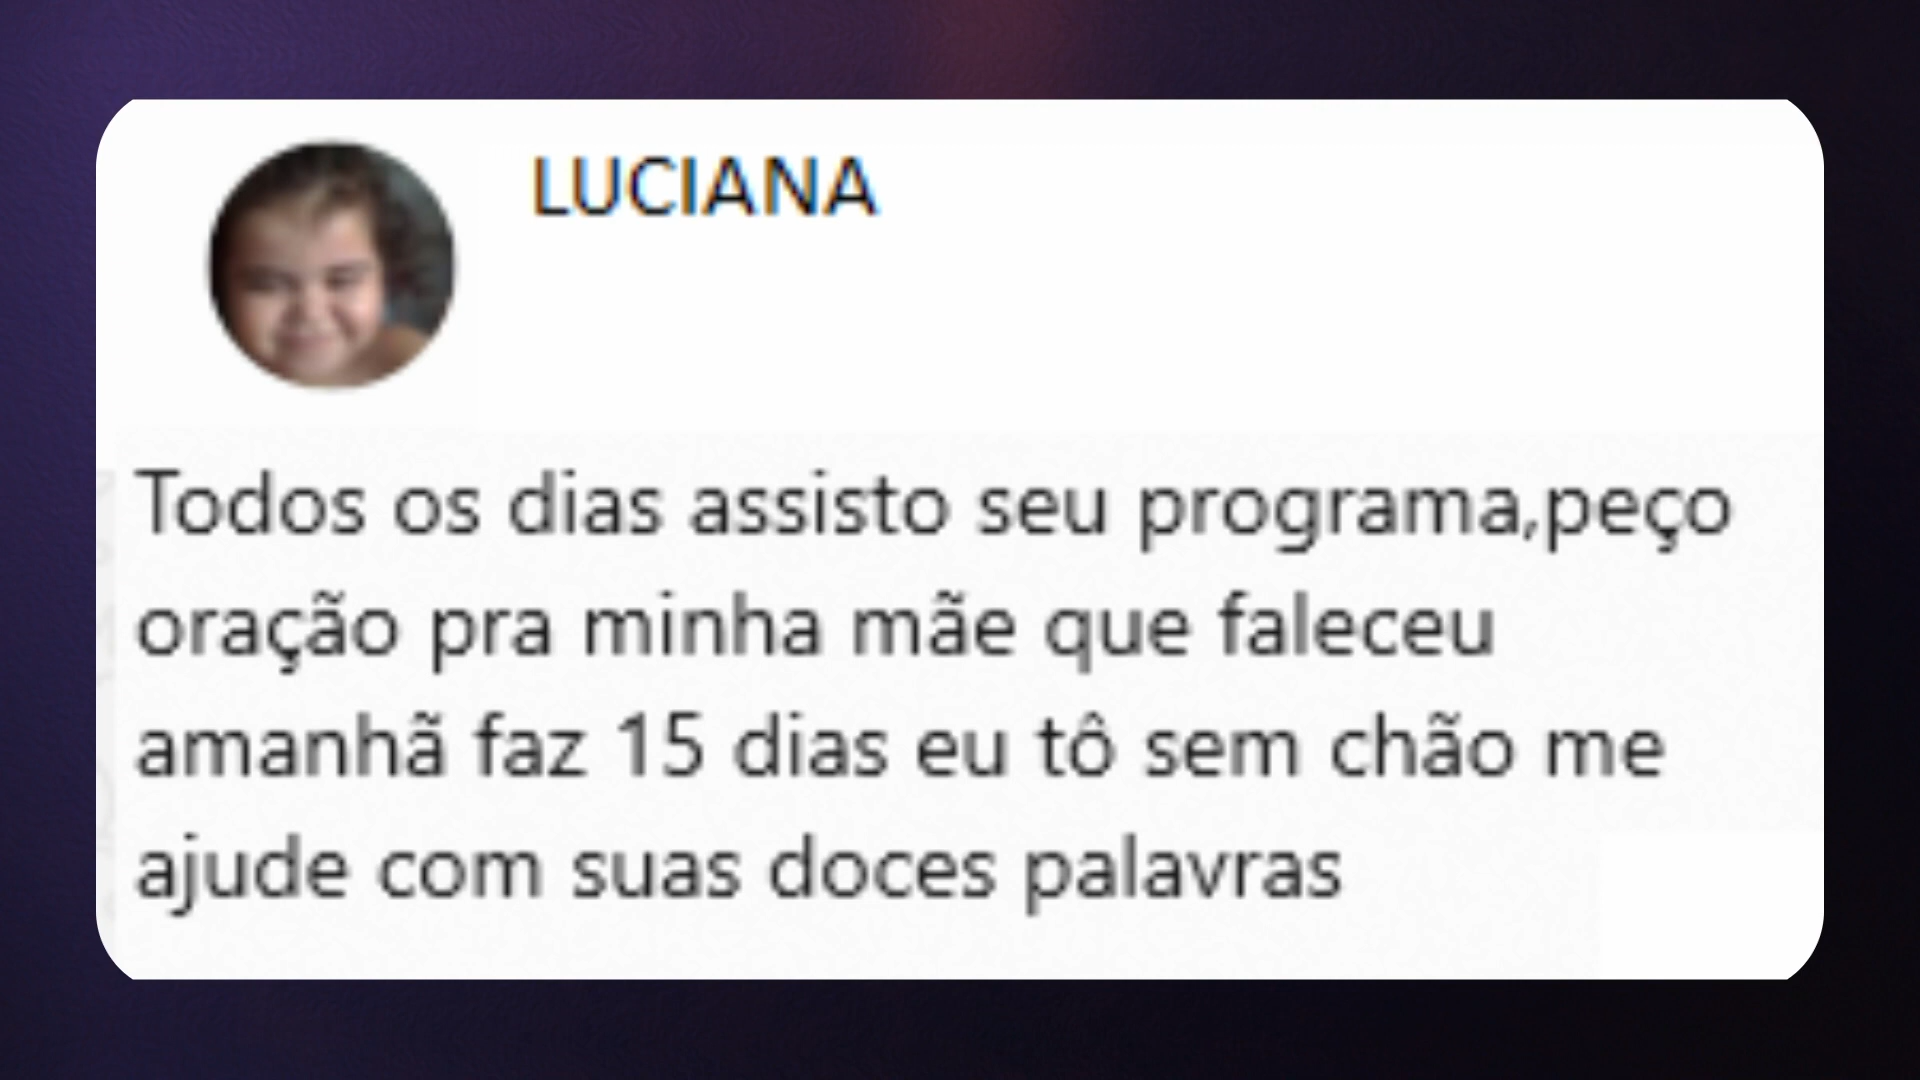 LUCIANA
Todos os dias assisto seu programa,peço
oração pra minha mãe que faleceu
amanhã faz 15 dias eu tô sem chão me
ajude com suas doces palavras